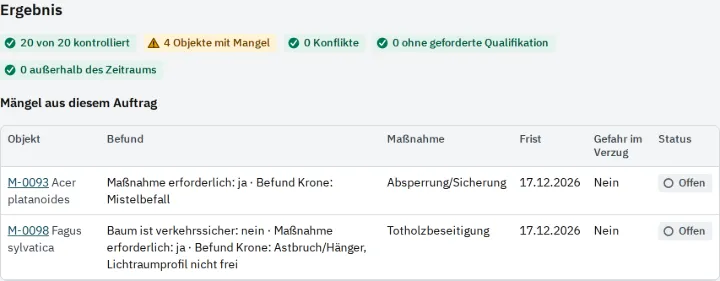 Ergebnis
20 von 20 kontrolliert
4 Objekte mit Mangel
0 Konflikte
0 ohne geforderte Qualifikation
0 außerhalb des Zeitraums
Mängel aus diesem Auftrag
Objekt Befund Maßnahme Frist Gefahr im Verzug Status
M-0093 Acer platanoides
Maßnahme erforderlich: ja · Befund Krone:
Mistelbefall
Absperrung/Sicherung
17.12.2026
Nein
Offen
M-0098 Fagus sylvatica
Baum ist verkehrssicher: nein · Maßnahme
erforderlich: ja · Befund Krone: Astbruch/Hänger,
Lichtraumprofil nicht frei
Totholzbeseitigung
17.12.2026
Nein
Offen